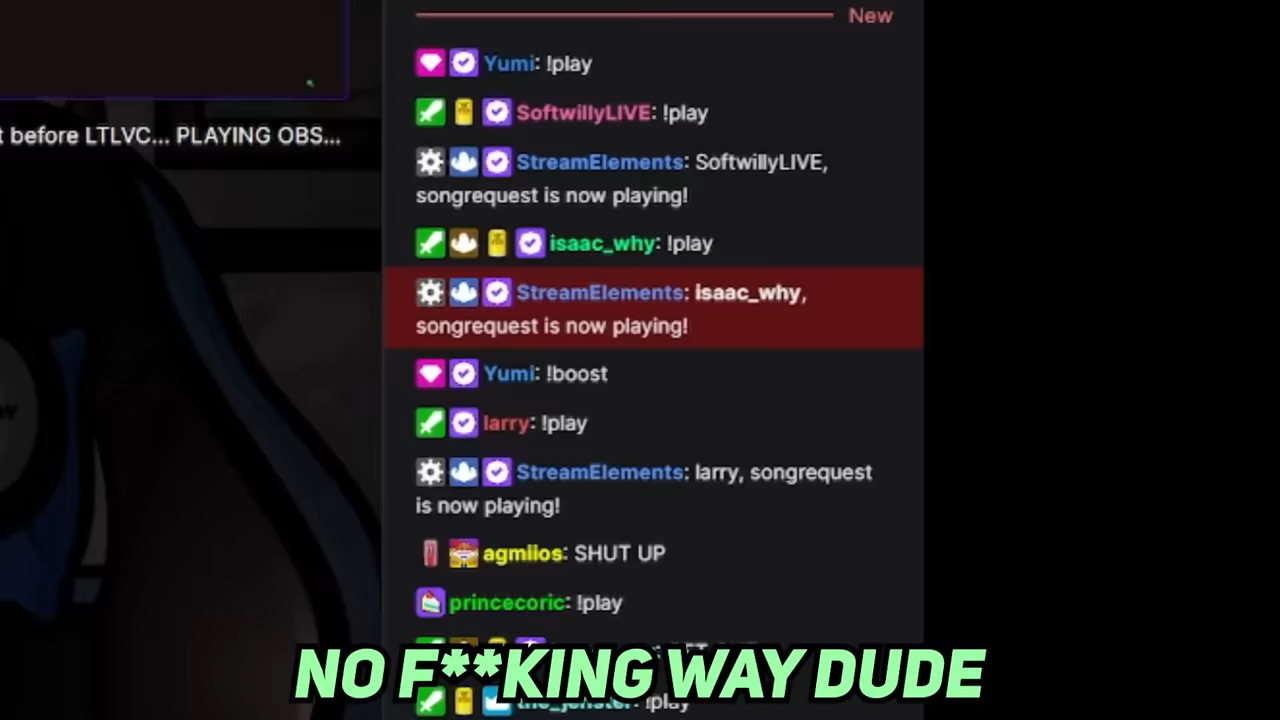 New
Yumi: !play
SoftwillyLIVE: !play
t before LTLVC... PLAYING OBS...
StreamElements: SoftwillyLIVE,
songrequest is now playing!
isaac_why: !play
StreamElements: isaac_why,
songrequest is now playing!
Yumi: !boost
larry: !play
StreamElements: larry, songrequest
is now playing!
agmiios: SHUT UP
princecoric: !play
NO F**KING WAY DUDE
!play